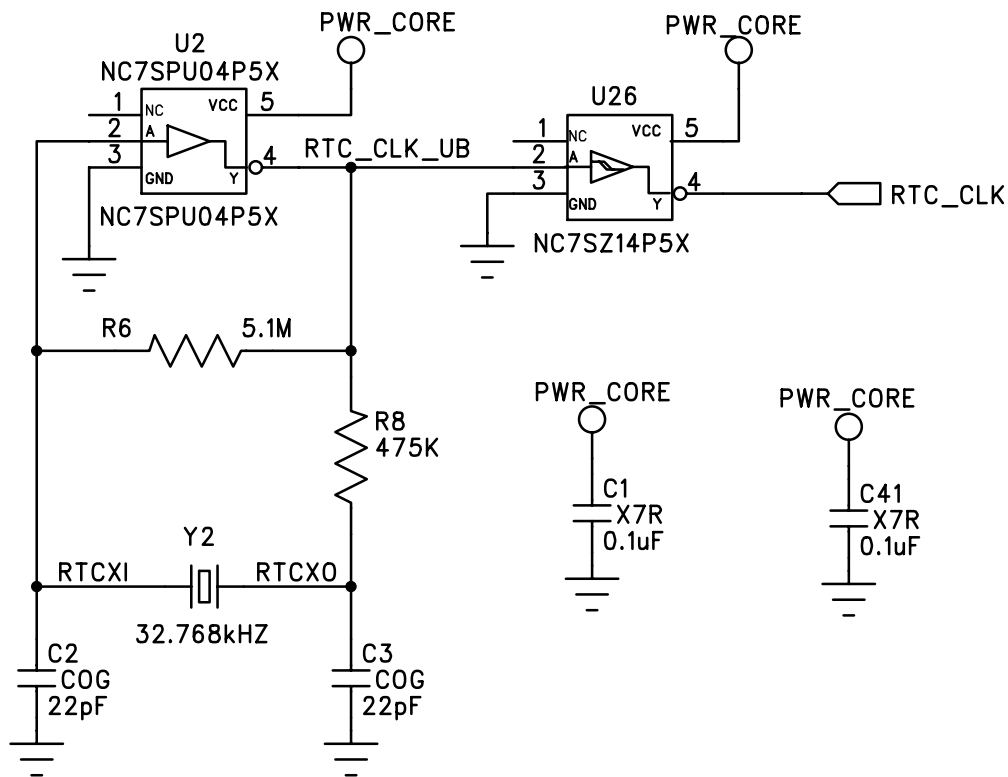 PWR_CORE
U2
NC7SPU04P5X
1
NC
VCC
5
2
A
3
GND
Y
4
NC7SPU04P5X
RTC_CLK_UB
PWR_CORE
U26
1
NC
VCC
5
2
A
3
GND
Y
4
NC7SZ14P5X
RTC_CLK
R6
5.1M
R8
475K
Y2
RTCXI
RTCXO
32.768kHZ
C2
COG
22pF
C3
COG
22pF
PWR_CORE
C1
X7R
0.1uF
PWR_CORE
C41
X7R
0.1uF